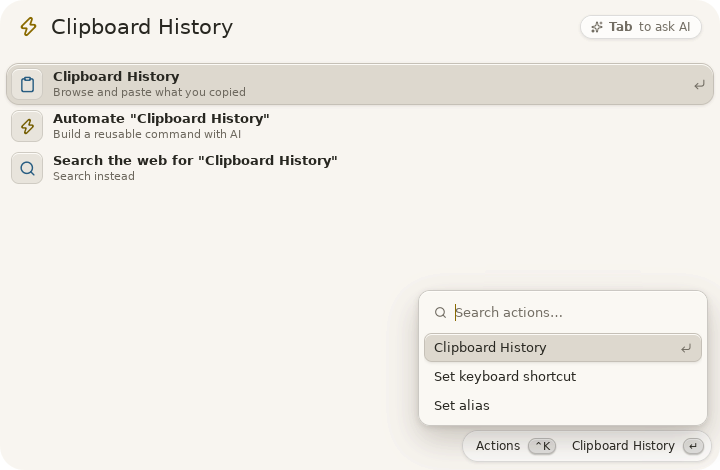 Clipboard History
Tab to ask AI
Clipboard History
Browse and paste what you copied
Automate "Clipboard History"
Build a reusable command with AI
Search the web for "Clipboard History"
Search instead
Search actions...
Clipboard History
Set keyboard shortcut
Set alias
Actions ^K Clipboard History ↵